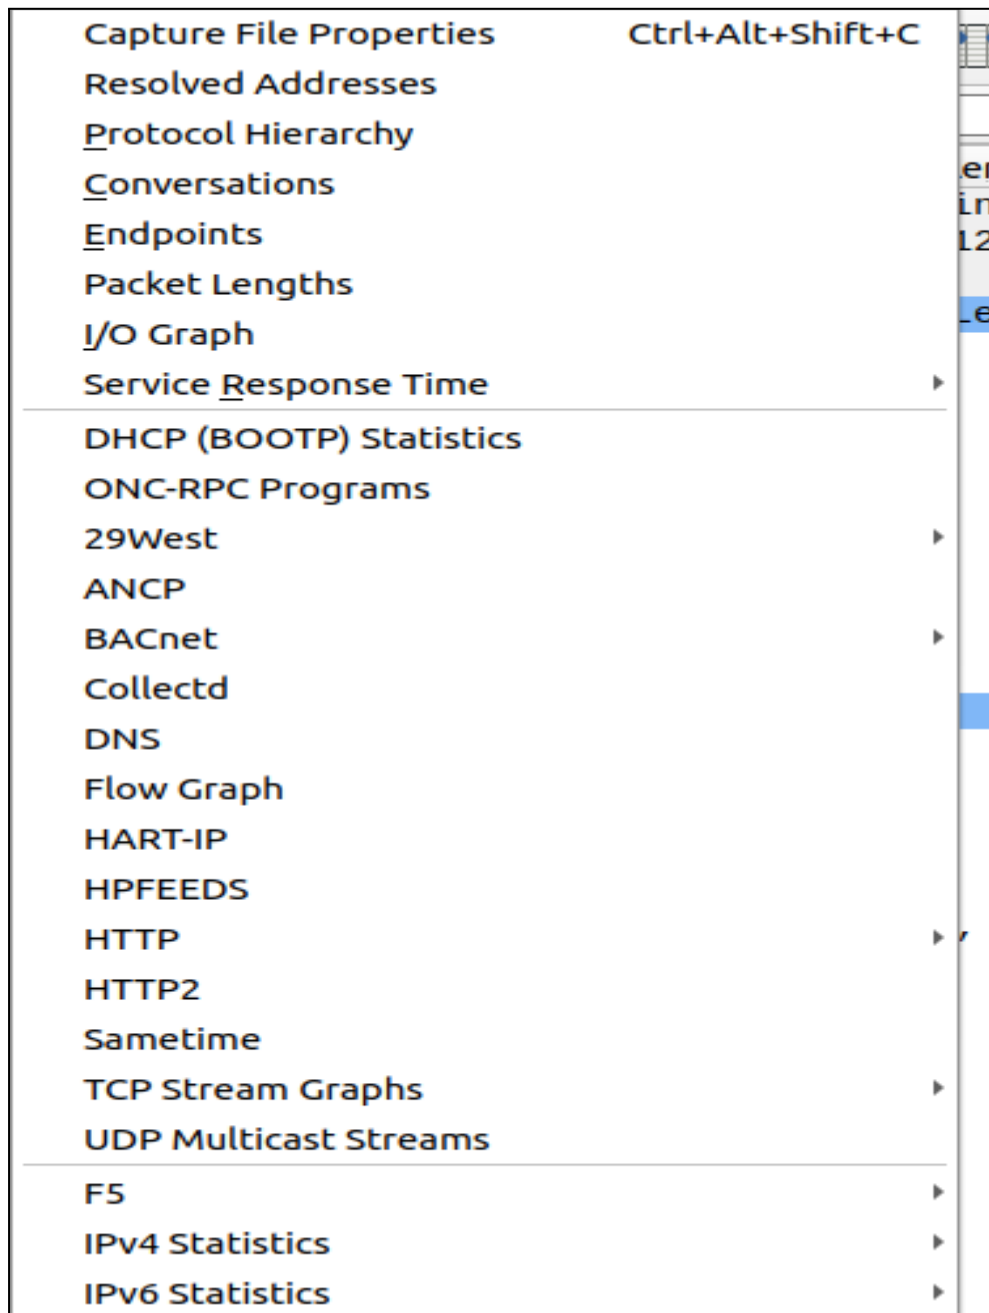 Capture File Properties Ctrl+Alt+Shift+C
Resolved Addresses
Protocol Hierarchy
Conversations
Endpoints
Packet Lengths
I/O Graph
Service Response Time
DHCP (BOOTP) Statistics
ONC-RPC Programs
29West
ANCP
BACnet
Collectd
DNS
Flow Graph
HART-IP
HPFEEDS
HTTP
HTTP2
Sametime
TCP Stream Graphs
UDP Multicast Streams
F5
IPv4 Statistics
IPv6 Statistics